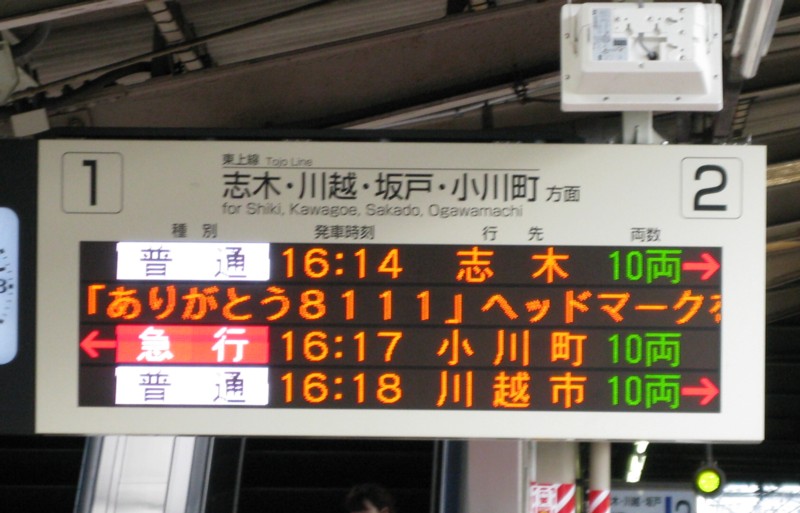 1
東上線 Tojo Line
志木・川越・坂戸・小川町 方面
for Shiki, Kawagoe, Sakado, Ogawamachi
2
種別 発車時刻 行先 両数
普通 16:14 志木 10両→
「ありがとう8111」ヘッドマーク
←急行 16:17 小川町 10両
普通 16:18 川越市 10両→